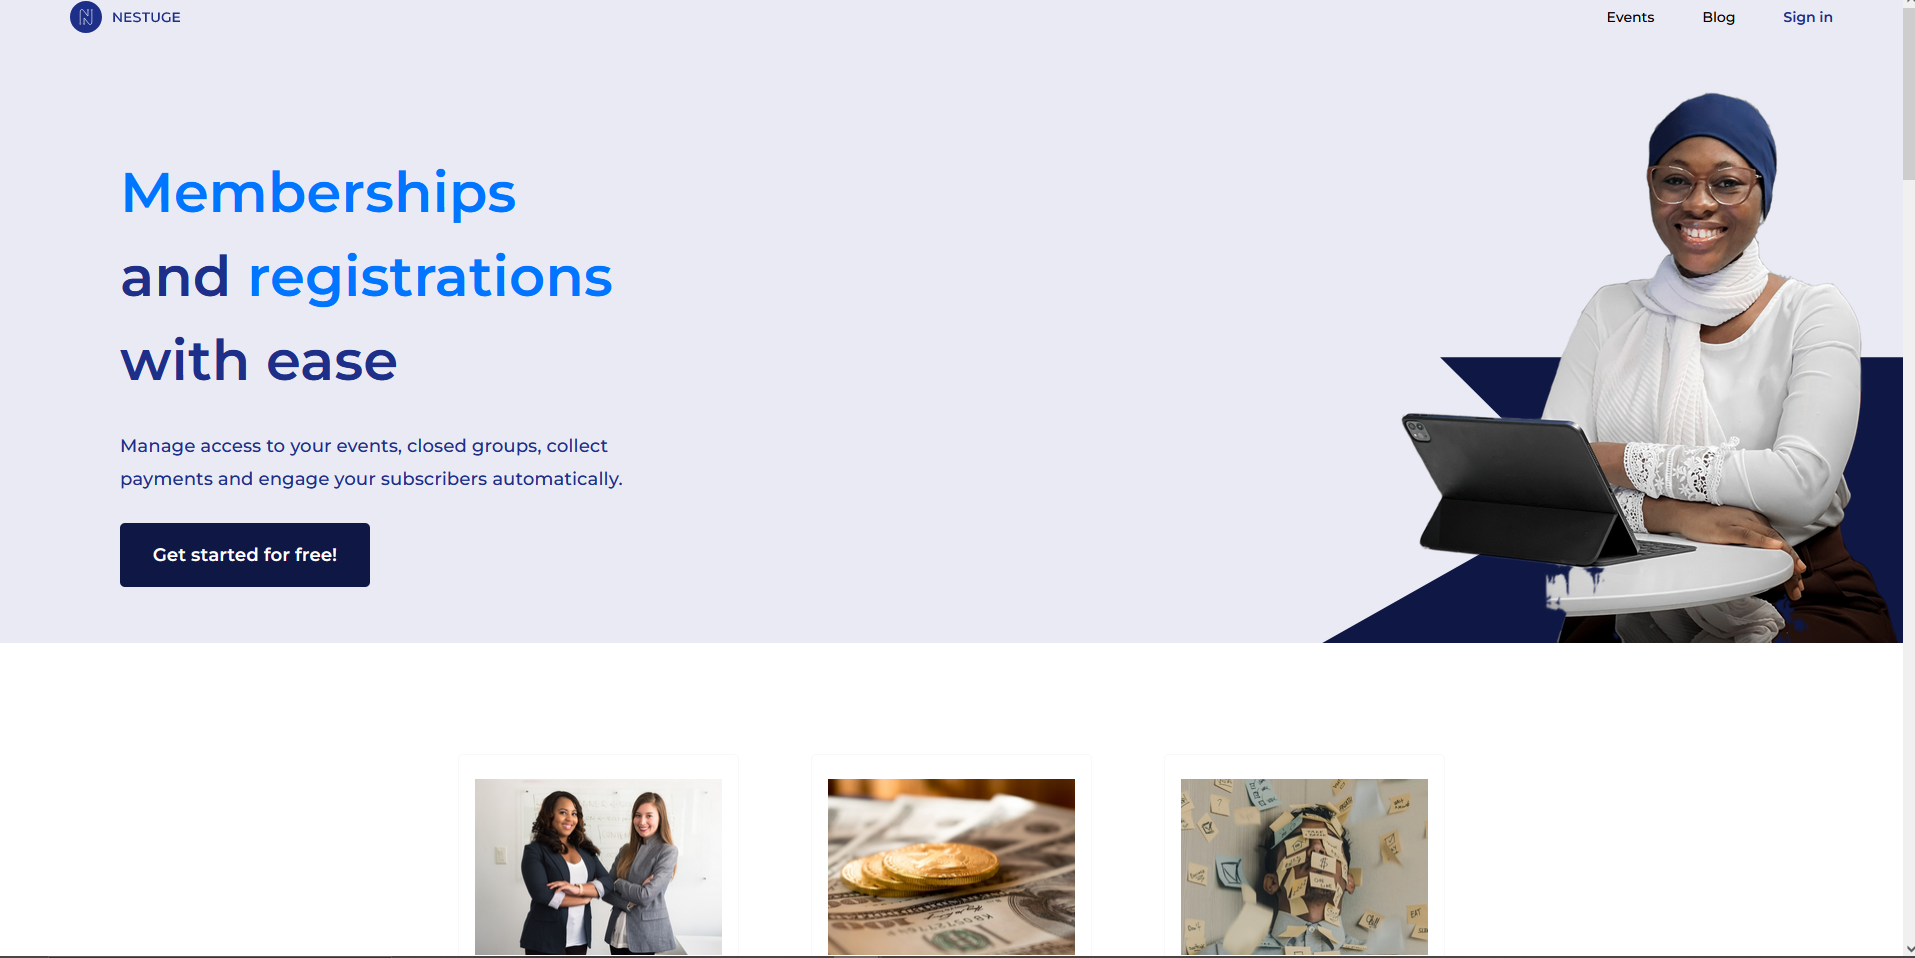 NESTUGE
Events
Blog
Sign in
Memberships
and registrations
with ease
Manage access to your events, closed groups, collect
payments and engage your subscribers automatically.
Get started for free!
EAT